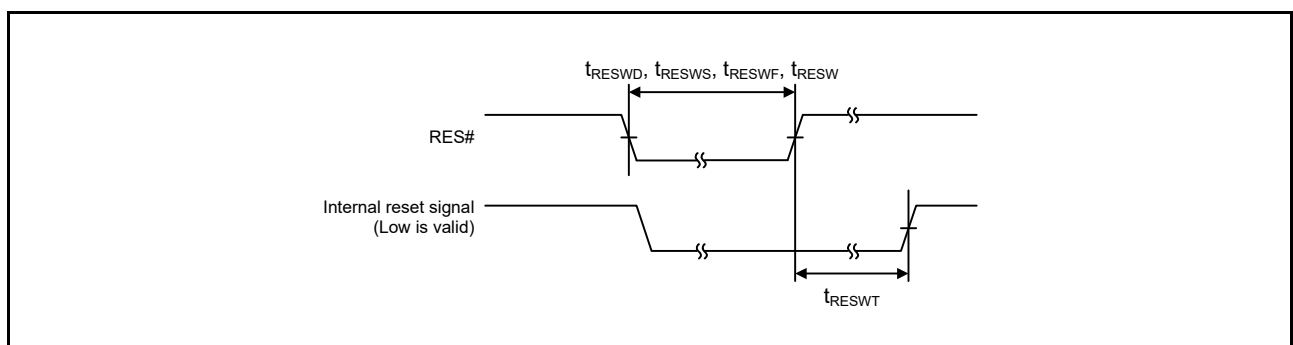 tRESWD, tRESWS, tRESWF, tRESW
RES#
Internal reset signal
(Low is valid)
tRESWT